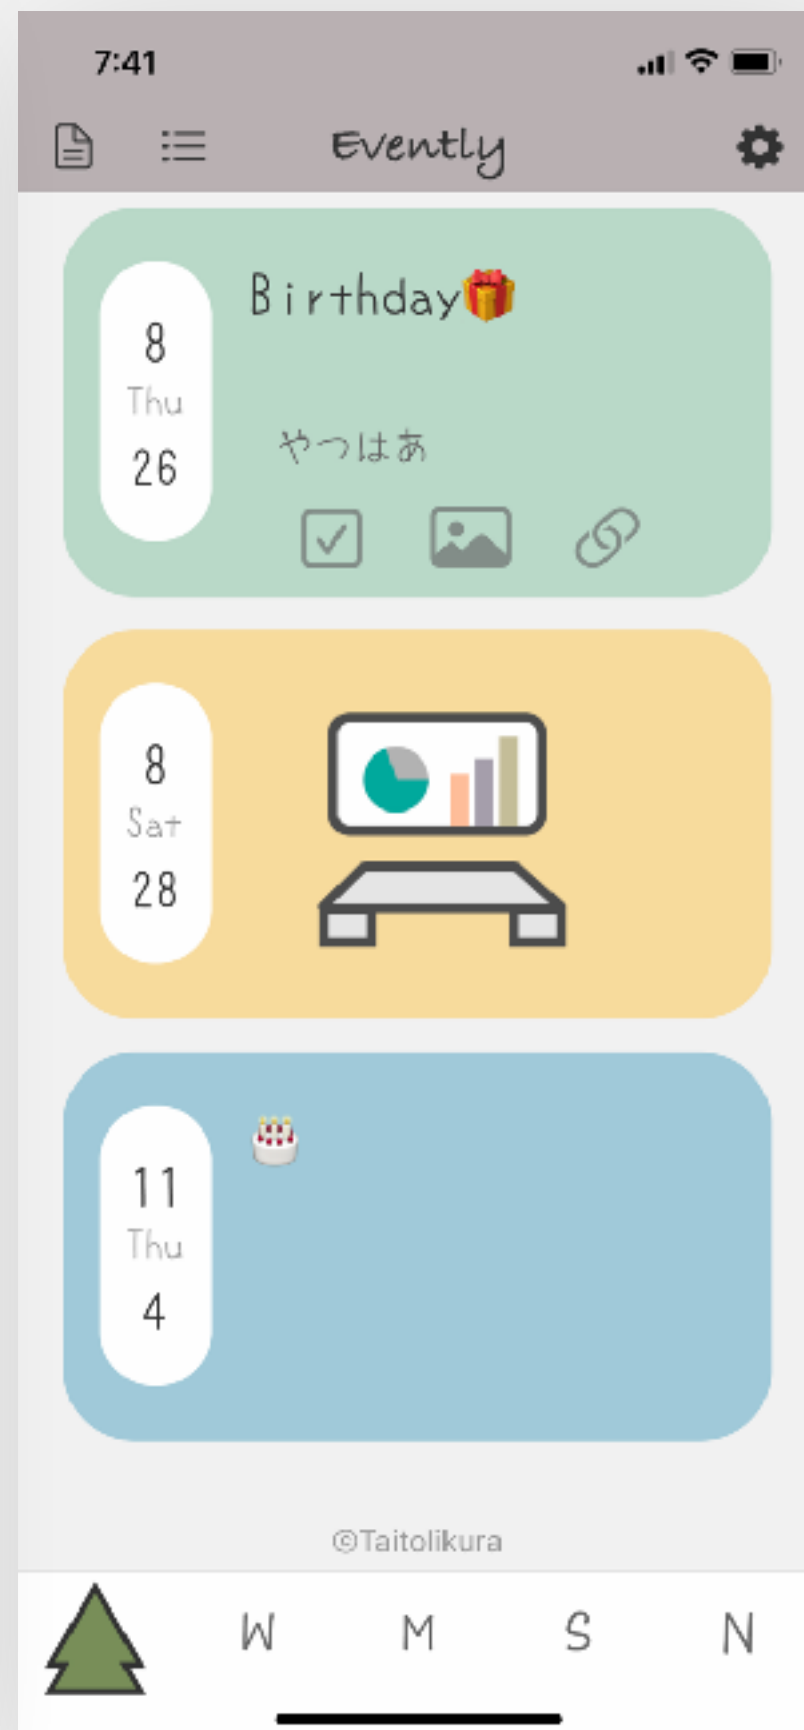 7:41
Evently
Birthday🎁
8
Thu
26
やつはあ
8
Sat
28
🎂
11
Thu
4
©Taitolikura
W M S N